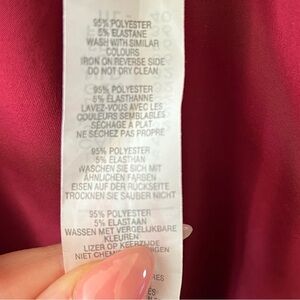 95% POLYESTER
5% ELASTANE
WASH WITH SIMILAR
COLOURS
IRON ON REVERSE SIDE
DO NOT DRY CLEAN
95% POLYESTER
5% ELASTHANNE
LAVEZ-VOUS AVEC LES
COULEURS SEMBLABLES
SÉCHAGE A PLAT
NE SECHEZ PAS PROPRE
95% POLYESTER
5% ELASTHAN
WASCHEN SIE SICH MIT
ÄHNLICHEN FARBEN
EISEN AUF DER RÜCKSEITE
TROCKNEN SIE SAUBER NICHT
95% POLYESTER
5% ELASTAAN
WASSEN MET VERGELIJKBARE
KLEUREN
LIJZER OP KEERZIJDE
NIET